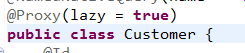 @Proxy(lazy = true)
public class Customer {